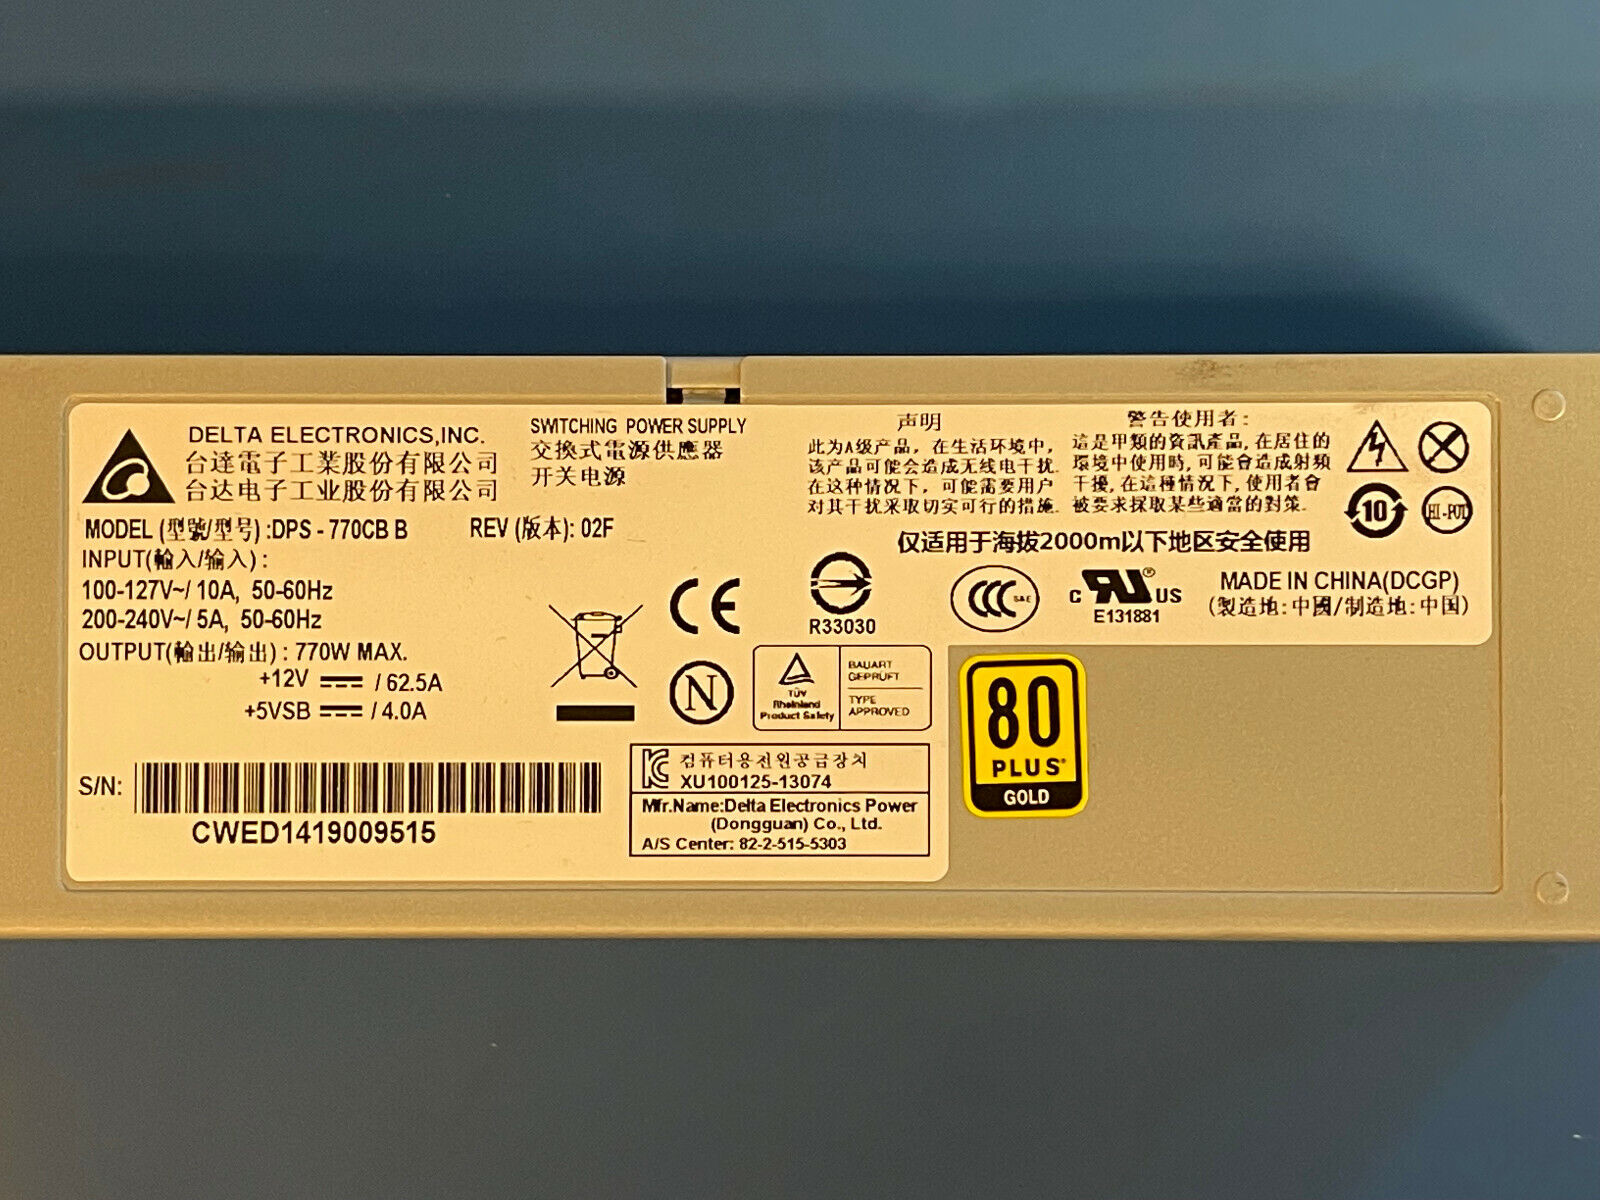 DELTA ELECTRONICS,INC.
台達電子工業股份有限公司
台达电子工业股份有限公司
SWITCHING POWER SUPPLY
交換式電源供應器
开关电源
MODEL (型號/型号) :DPS - 770CB B
REV (版本): 02F
INPUT(輸入/输入) :
100-127V~/ 10A, 50-60Hz
200-240V~/ 5A, 50-60Hz
OUTPUT(輸出/输出) : 770W MAX.
+12V ⎓ / 62.5A
+5VSB ⎓ / 4.0A
S/N:
CWED1419009515
声明
此为A级产品，在生活环境中，
该产品可能会造成无线电干扰.
在这种情况下，可能需要用户
对其干扰采取切实可行的措施.
警告使用者:
這是甲類的資訊產品, 在居住的
環境中使用時, 可能會造成射頻
干擾, 在這種情況下, 使用者會
被要求採取某些適當的對策.
10
HI-POT
仅适用于海拔2000m以下地区安全使用
CE
R33030
CCC
S&E
C RU ® US
E131881
MADE IN CHINA(DCGP)
(製造地:中國/制造地:中国)
N
TÜV
Rheinland
Product Safety
BAUART
GEPRÜFT
TYPE
APPROVED
KC 컴퓨터용전원공급장치
XU100125-13074
Mfr.Name:Delta Electronics Power
(Dongguan) Co., Ltd.
A/S Center: 82-2-515-5303
80
PLUS®
GOLD